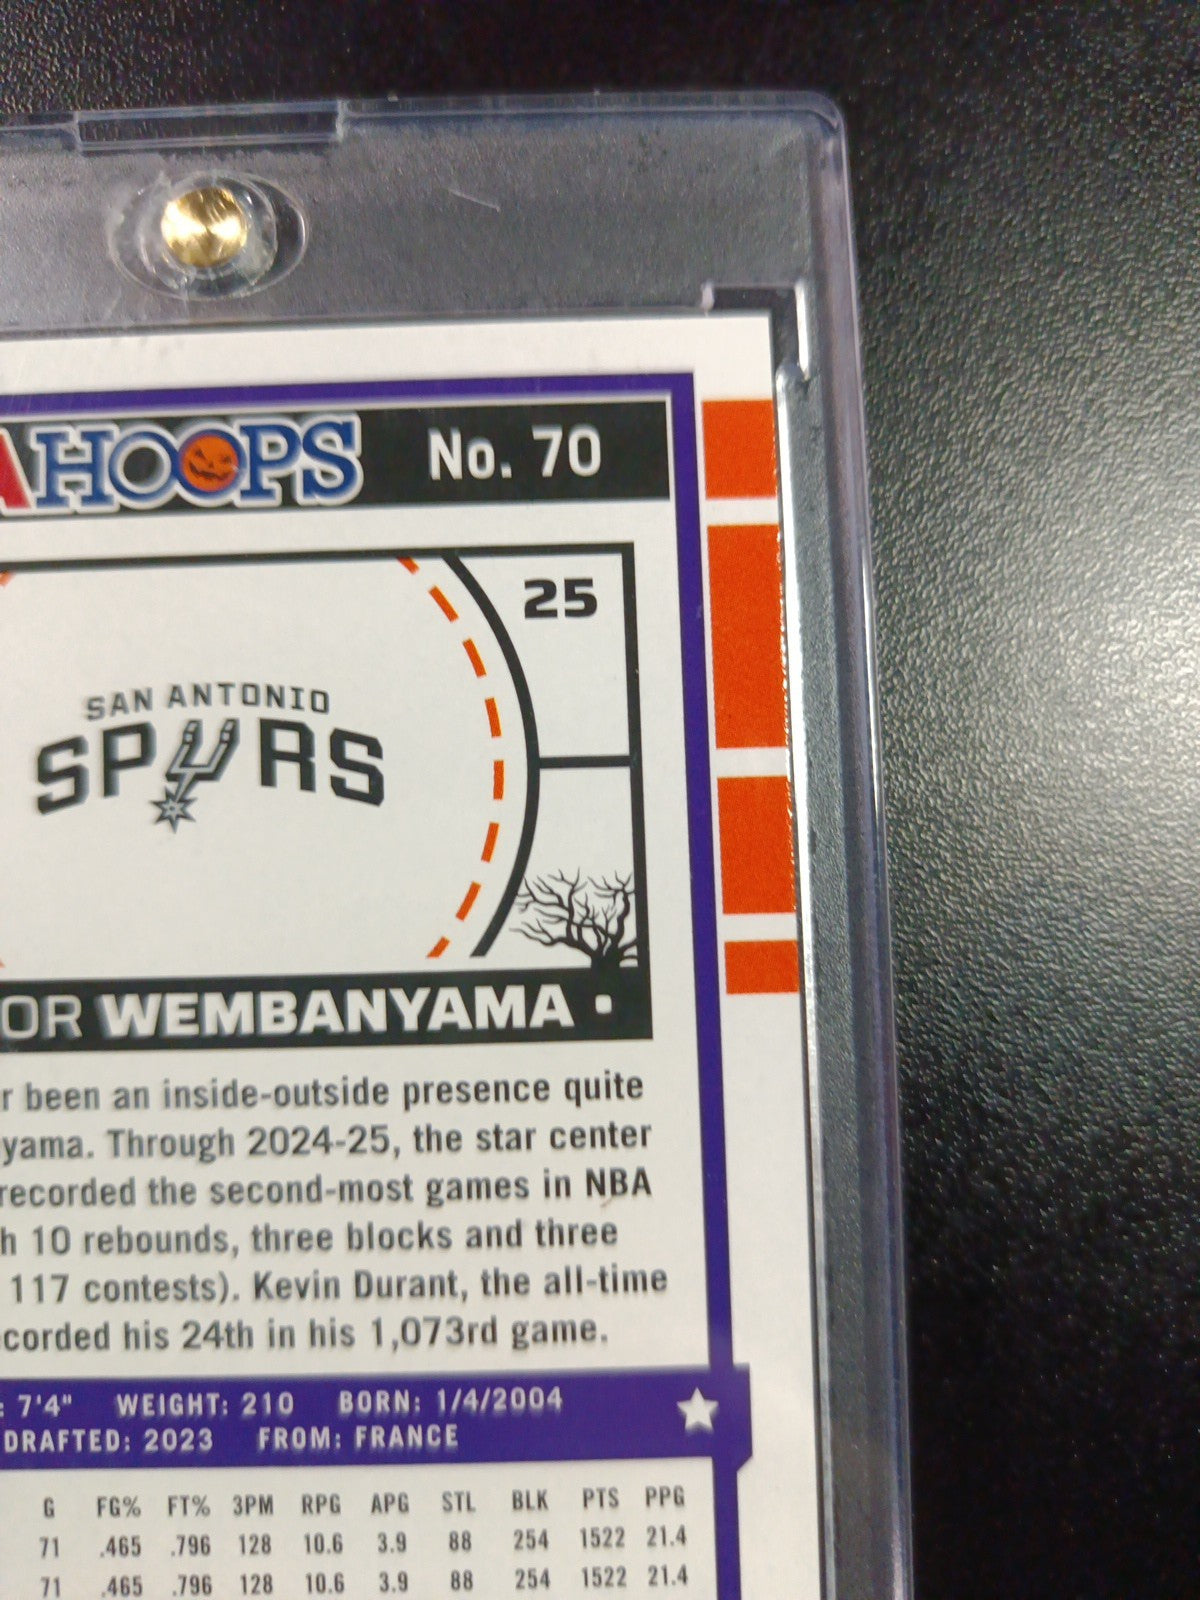 HOOPS No. 70
25
SAN ANTONIO
SPURS
OR WEMBANYAMA
r been an inside-outside presence quite
yama. Through 2024-25, the star center
recorded the second-most games in NBA
h 10 rebounds, three blocks and three
117 contests). Kevin Durant, the all-time
corded his 24th in his 1,073rd game.
: 7'4" WEIGHT: 210 BORN: 1/4/2004
DRAFTED: 2023 FROM: FRANCE
G FG% FT% 3PM RPG APG STL BLK PTS PPG
71 .465 .796 128 10.6 3.9 88 254 1522 21.4
71 .465 .796 128 10.6 3.9 88 254 1522 21.4